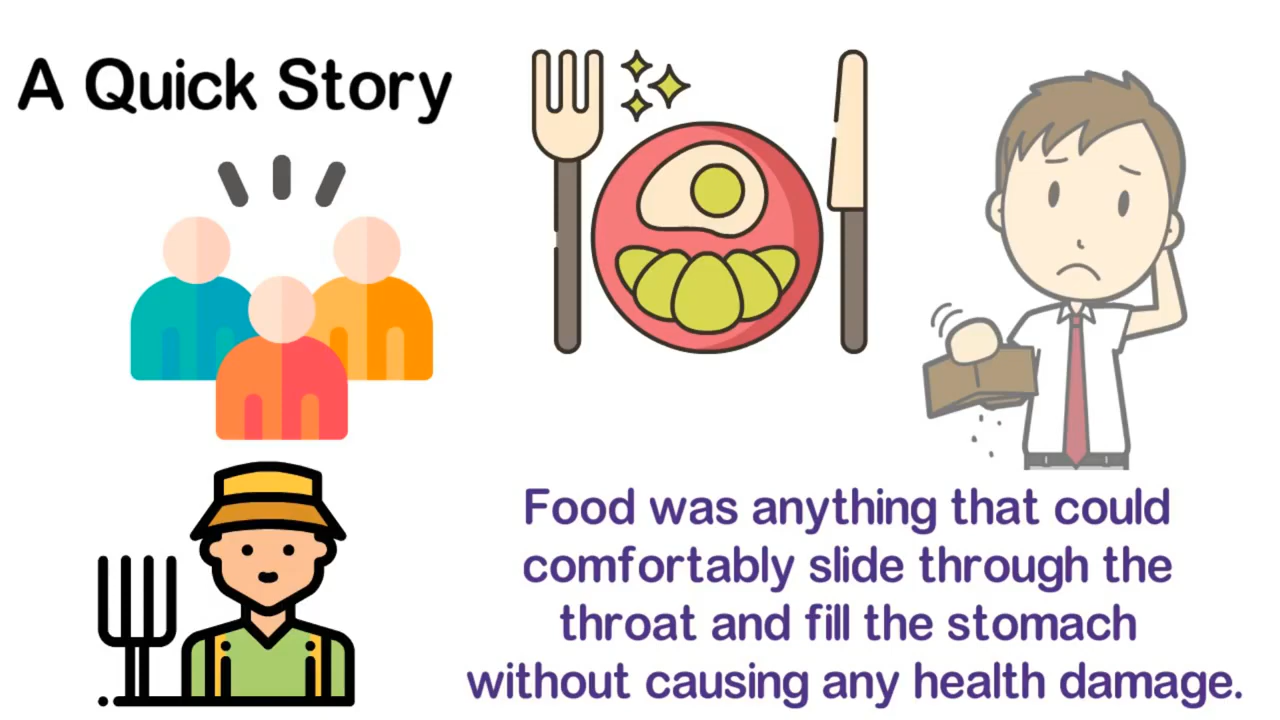 A Quick Story
Food was anything that could
comfortably slide through the
throat and fill the stomach
without causing any health damage.